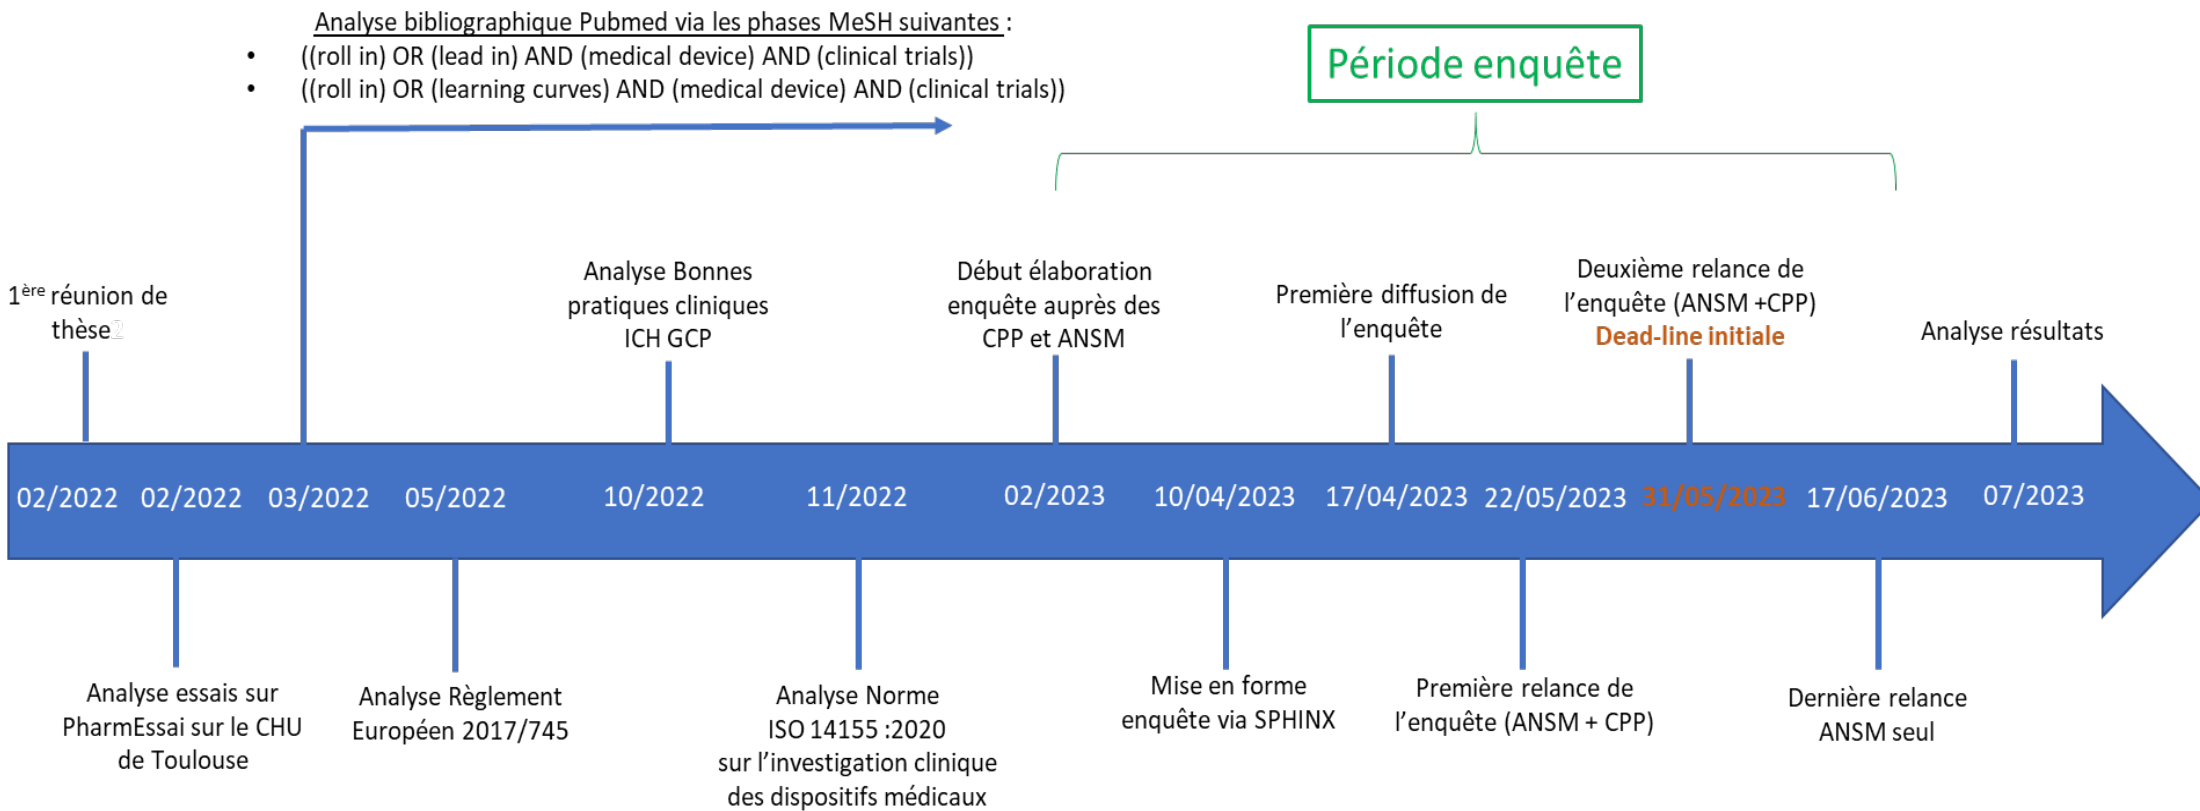 Analyse bibliographique Pubmed via les phases MeSH suivantes :
• ((roll in) OR (lead in) AND (medical device) AND (clinical trials))
• ((roll in) OR (learning curves) AND (medical device) AND (clinical trials))
Période enquête
1ère réunion de
thèse2
Analyse Bonnes
pratiques cliniques
ICH GCP
Début élaboration
enquête auprès des
CPP et ANSM
Première diffusion de
l'enquête
Deuxième relance de
l'enquête (ANSM +CPP)
Dead-line initiale
Analyse résultats
02/2022 02/2022 03/2022 05/2022 10/2022 11/2022 02/2023 10/04/2023 17/04/2023 22/05/2023 31/05/2023 17/06/2023 07/2023
Analyse essais sur
PharmEssai sur le CHU
de Toulouse
Analyse Règlement
Européen 2017/745
Analyse Norme
ISO 14155 :2020
sur l'investigation clinique
des dispositifs médicaux
Mise en forme
enquête via SPHINX
Première relance de
l'enquête (ANSM + CPP)
Dernière relance
ANSM seul